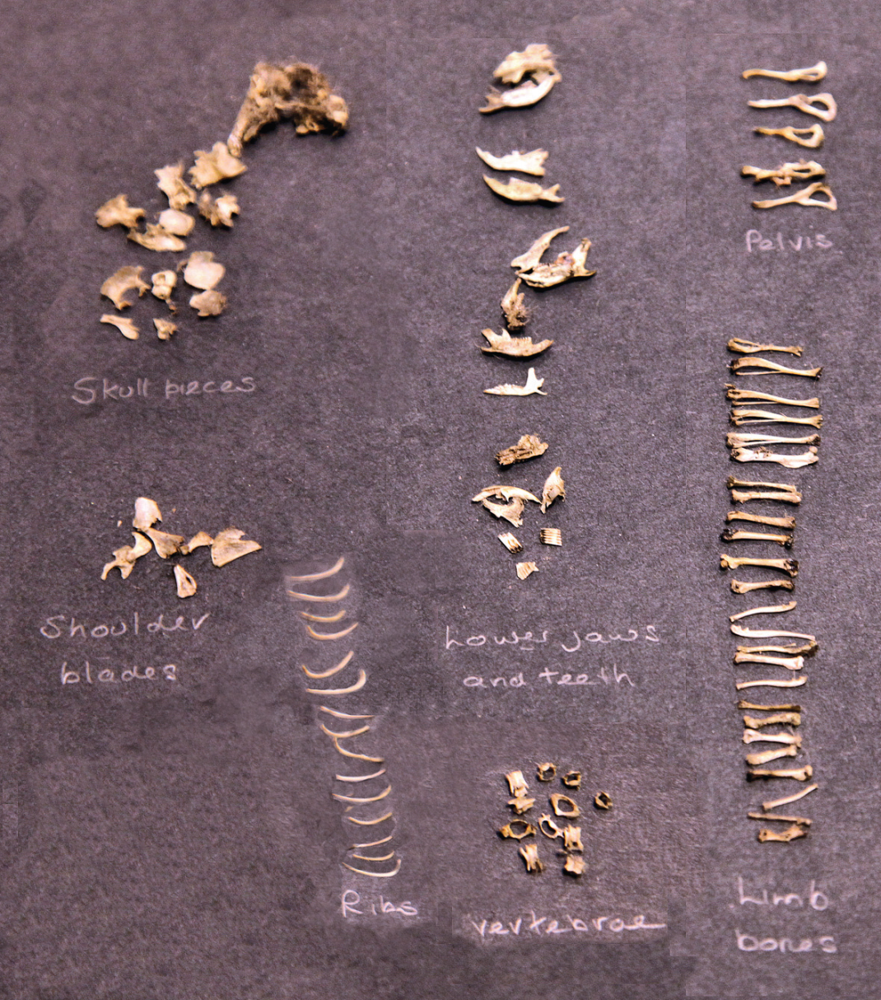 Skull pieces
Shoulder
blades
Ribs
Lower jaws
and teeth
vertebrae
Pelvis
Limb
bones